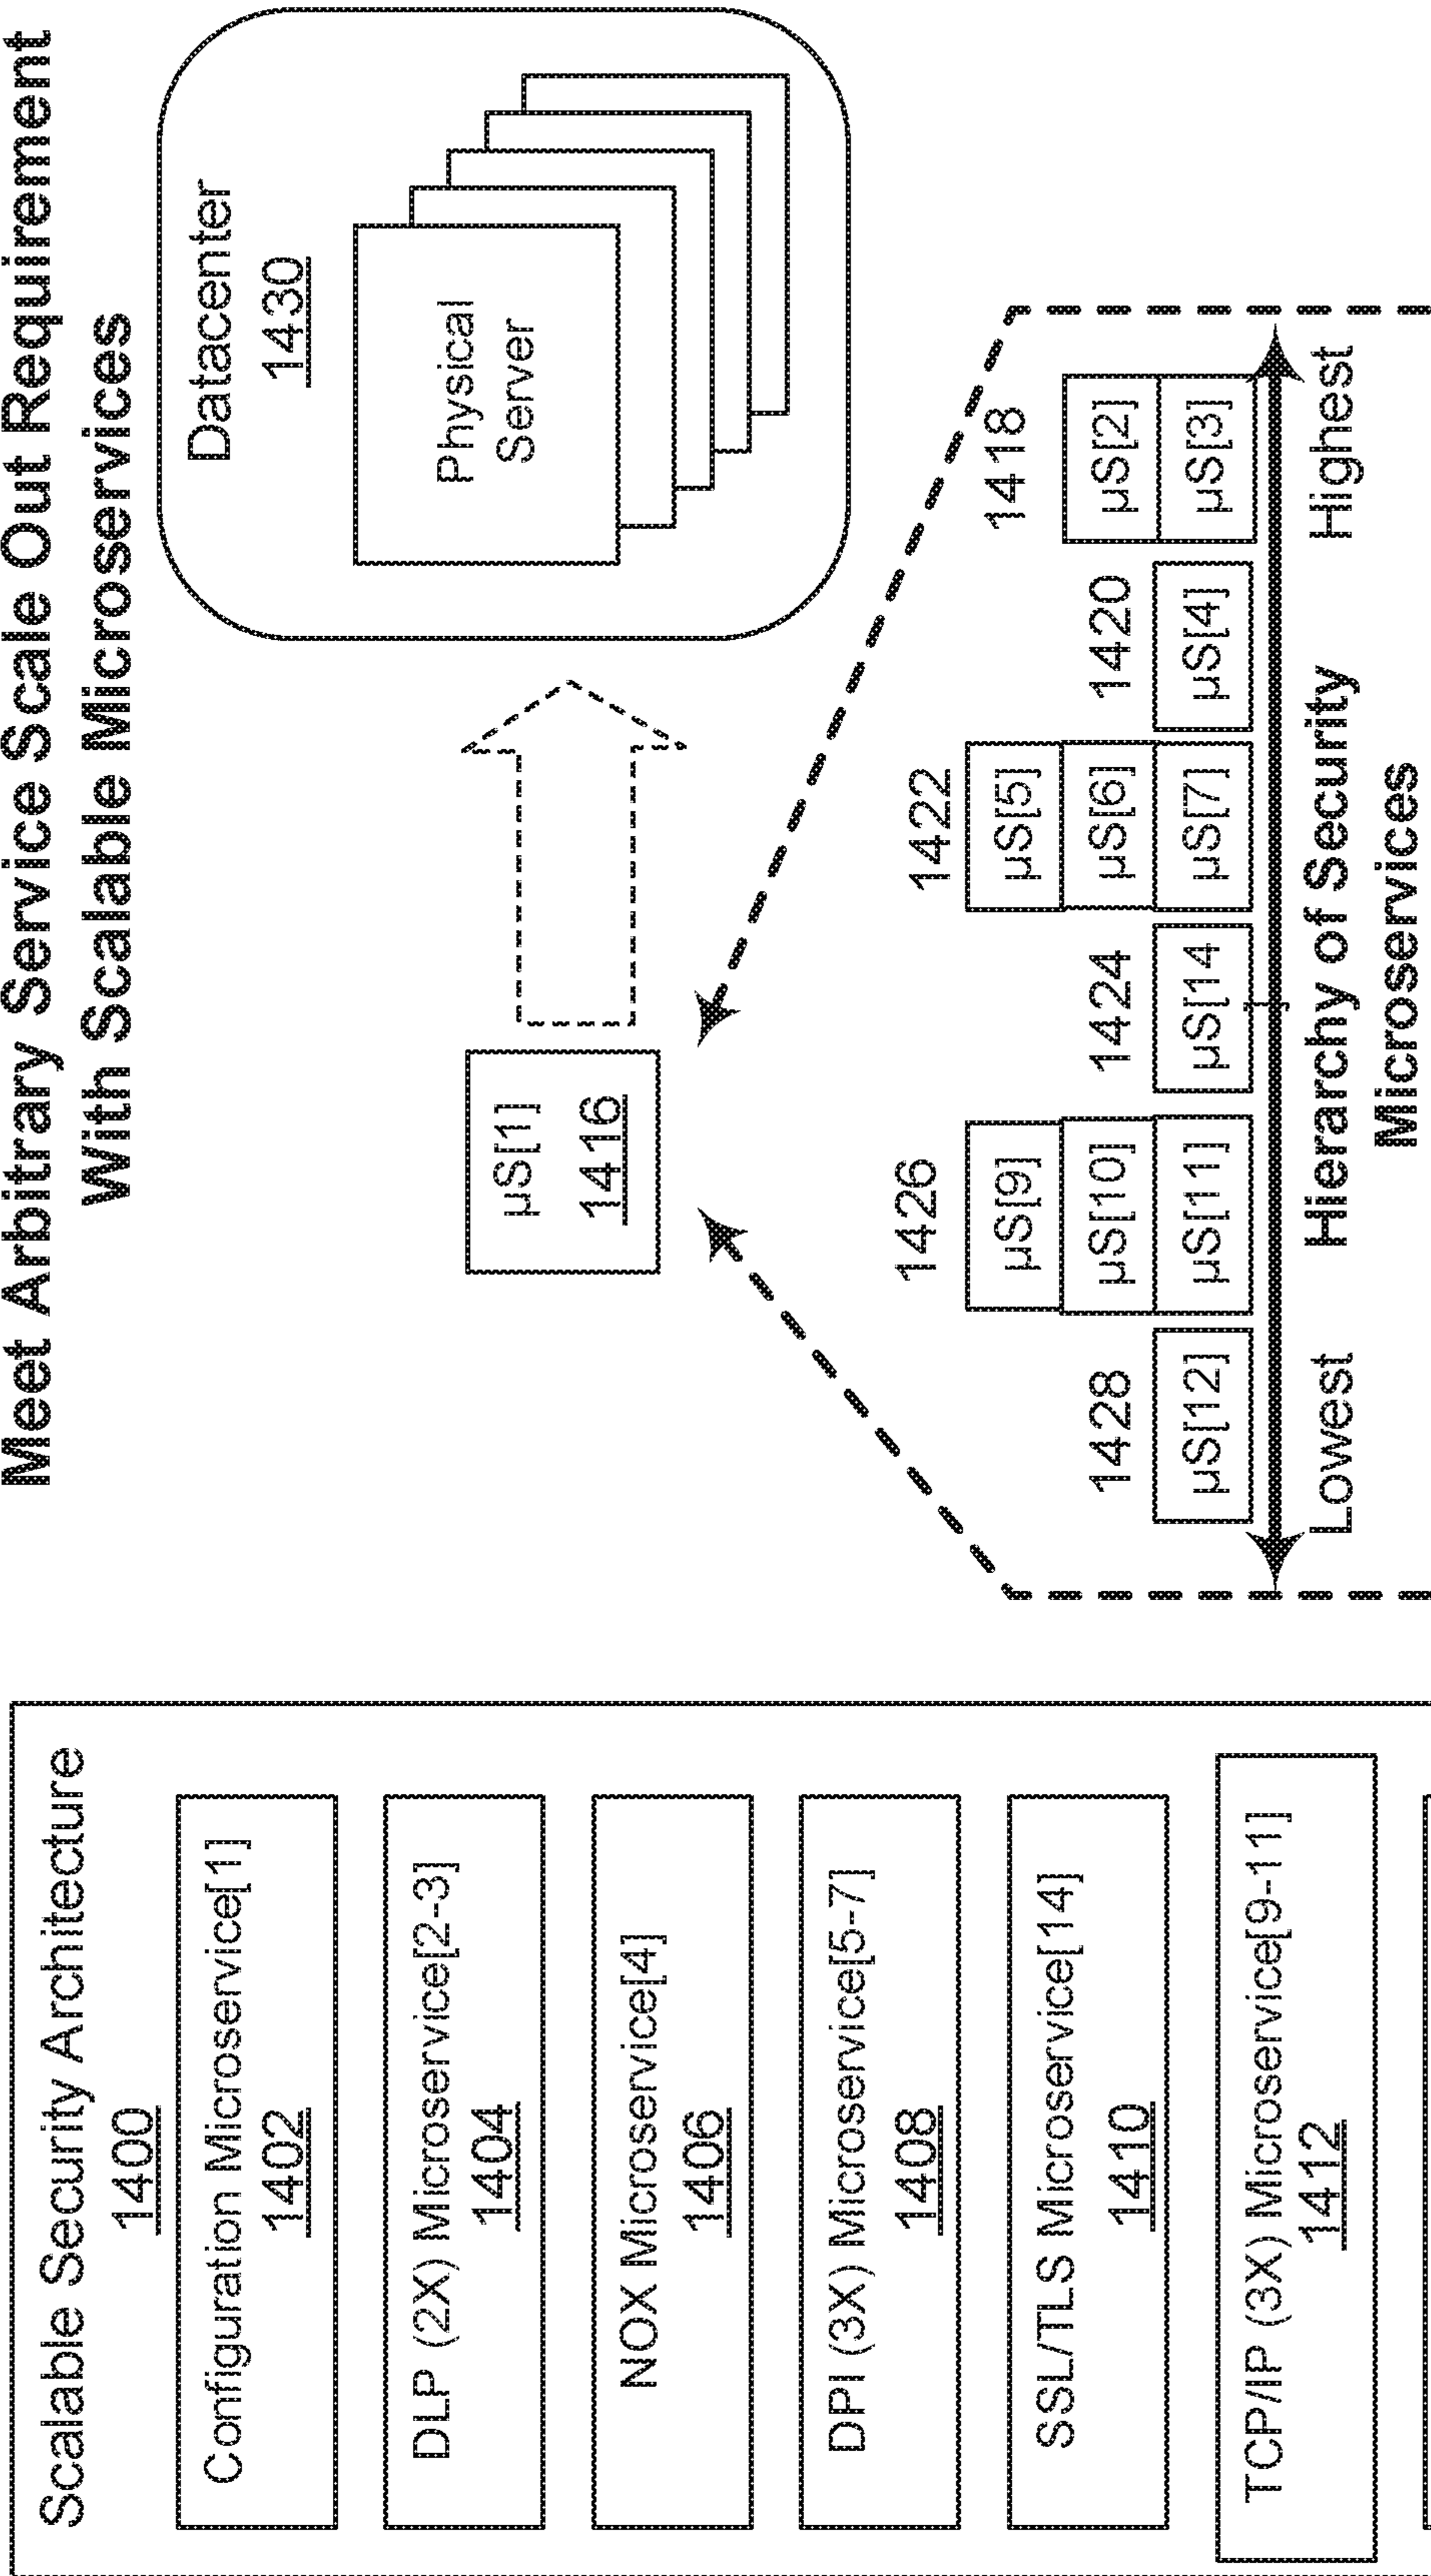 Meet Arbitrary Service Scale Out Requirement
With Scalable Microservices
Scalable Security Architecture
1400
Configuration Microservice[1]
1402
DLP (2X) Microservice[2-3]
1404
NOX Microservice[4]
1406
DPI (3X) Microservice[5-7]
1408
SSL/TLS Microservice[14]
1410
TCP/IP (3X) Microservice[9-11]
1412
µS[1]
1416
Datacenter
1430
Physical
Server
1428
µS[12]
1426
µS[9]
µS[10]
µS[11]
1424
µS[14
]
1422
µS[5]
µS[6]
µS[7]
1420
µS[4]
1418
µS[2]
µS[3]
Lowest
Highest
Hierarchy of Security
Microservices